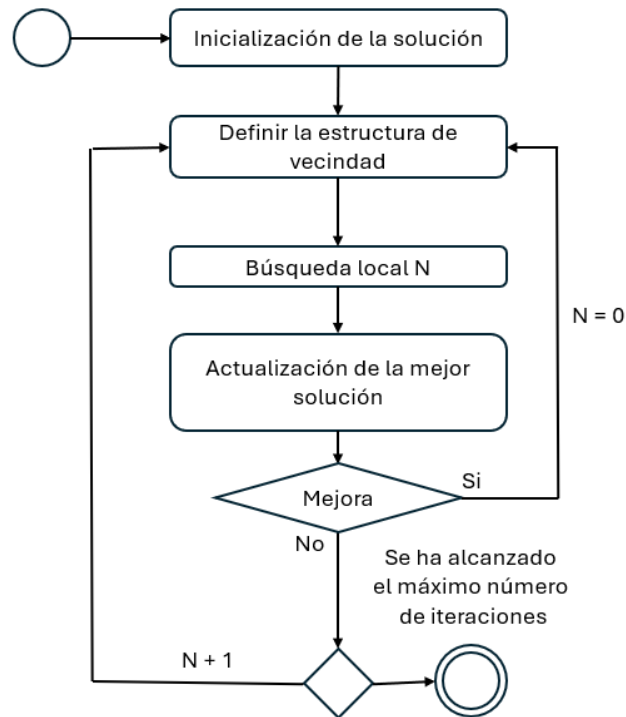 Inicialización de la solución
Definir la estructura de
vecindad
Búsqueda local N
N = 0
Actualización de la mejor
solución
Si
Mejora
No
Se ha alcanzado
el máximo número
de iteraciones
N + 1